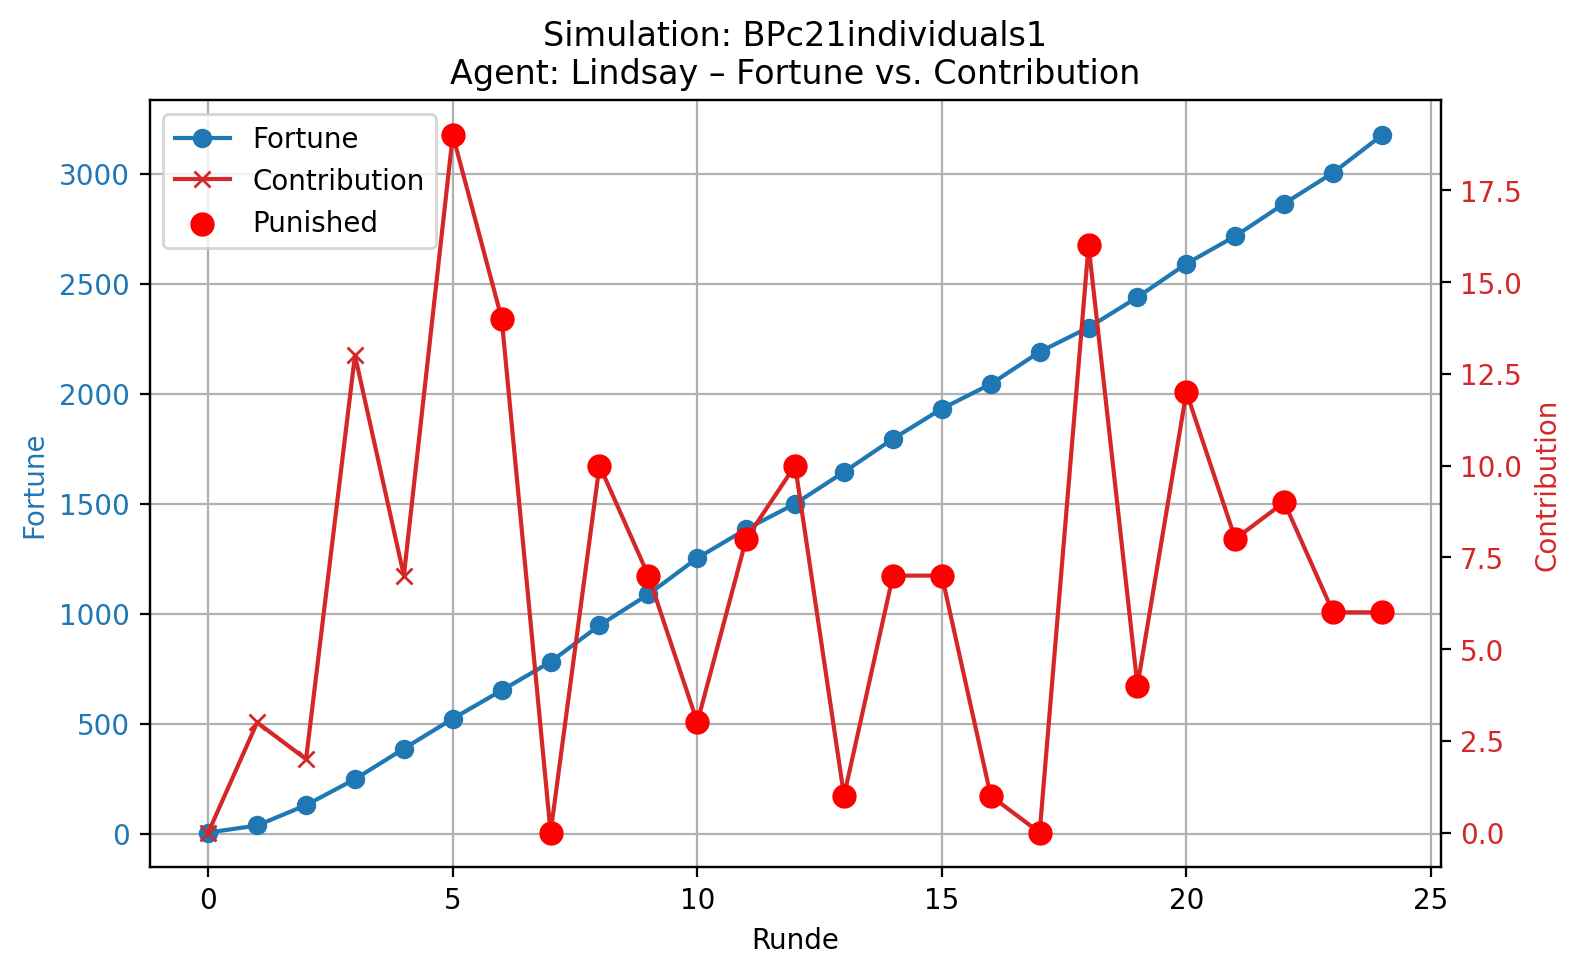 Simulation: BPc21individuals1
Agent: Lindsay – Fortune vs. Contribution
Fortune
Contribution
Punished
3000
2500
2000
1500
1000
500
0
Fortune
17.5
15.0
12.5
10.0
7.5
5.0
2.5
0.0
Contribution
0 5 10 15 20 25
Runde